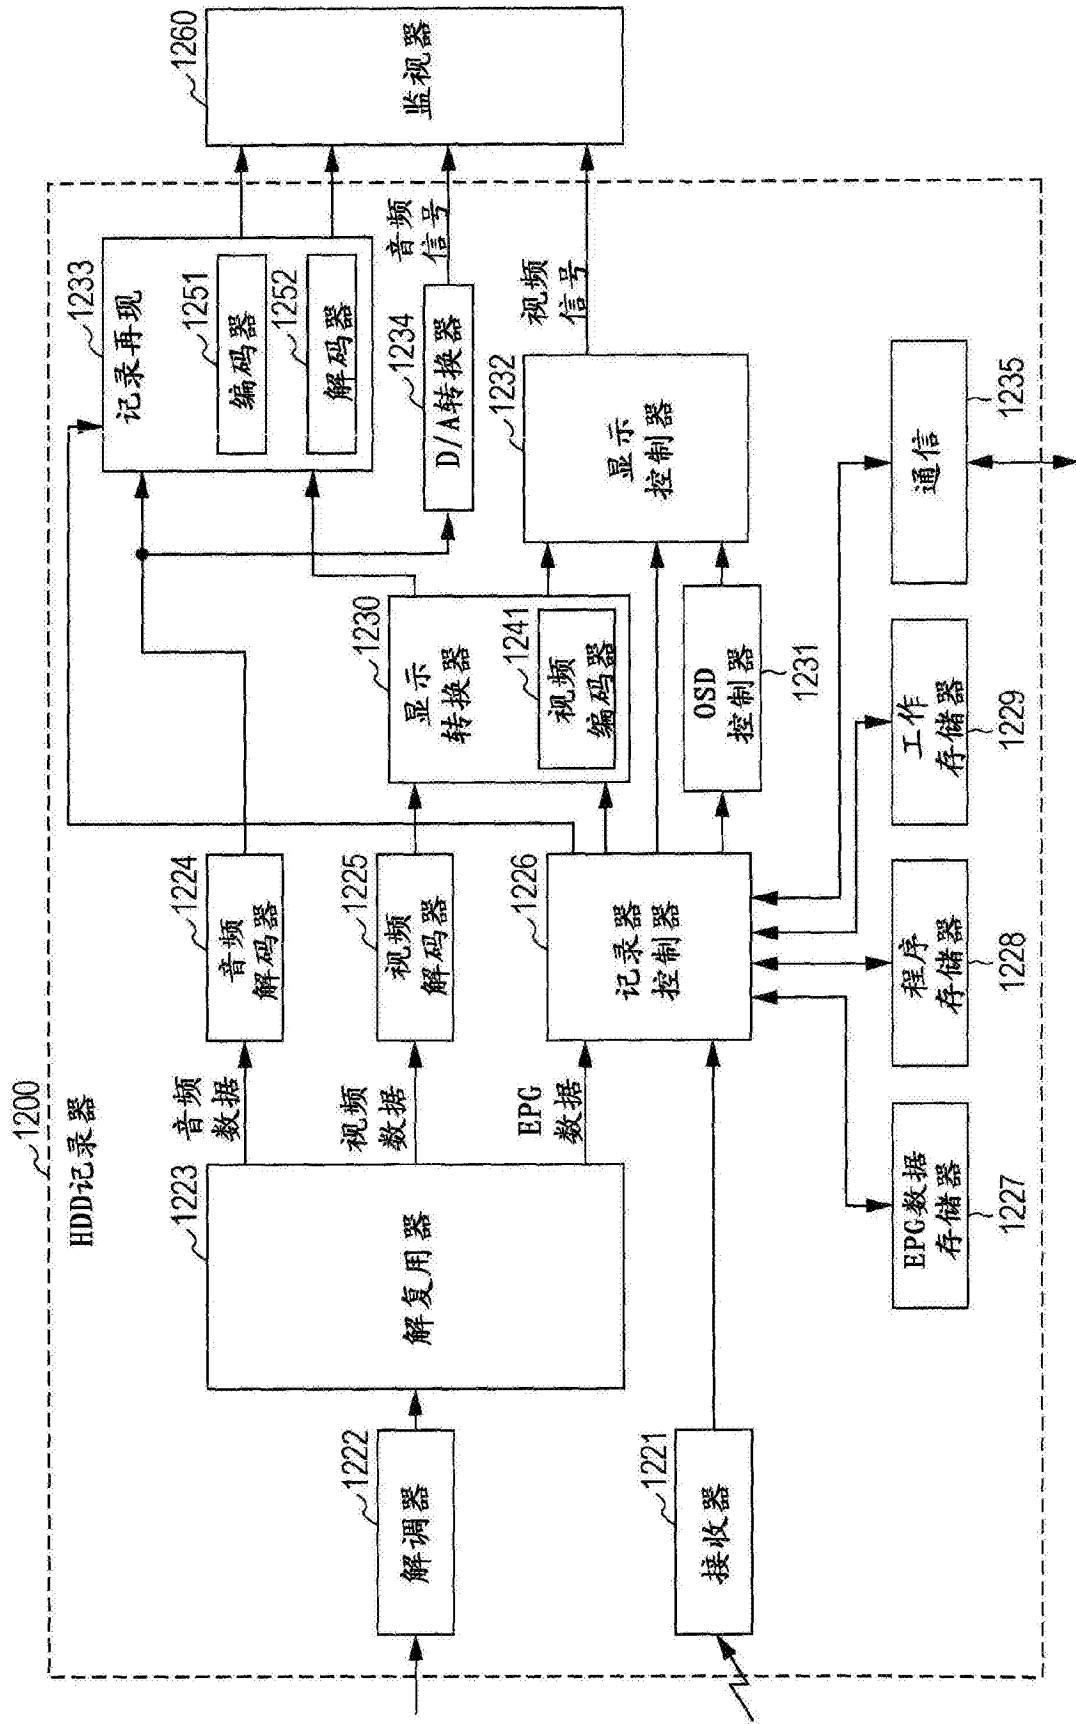 1200
HDD记录器
1222
解调器
1221
接收器
1223
解复用器
音频
数据
视频
数据
EPG
数据
1224
音频
解码器
1225
视频
解码器
1226
记录器
控制器
EPG数据
存储器
1227
程序
存储器
1228
工作
存储器
1229
通信
1235
1230
显示
转换器
1241
视频
编码器
OSD
控制器
1231
1233
记录再现
1251
编码器
1252
解码器
1234
D/A转换器
1232
显示
控制器
音频
信号
视频
信号
1260
监视器